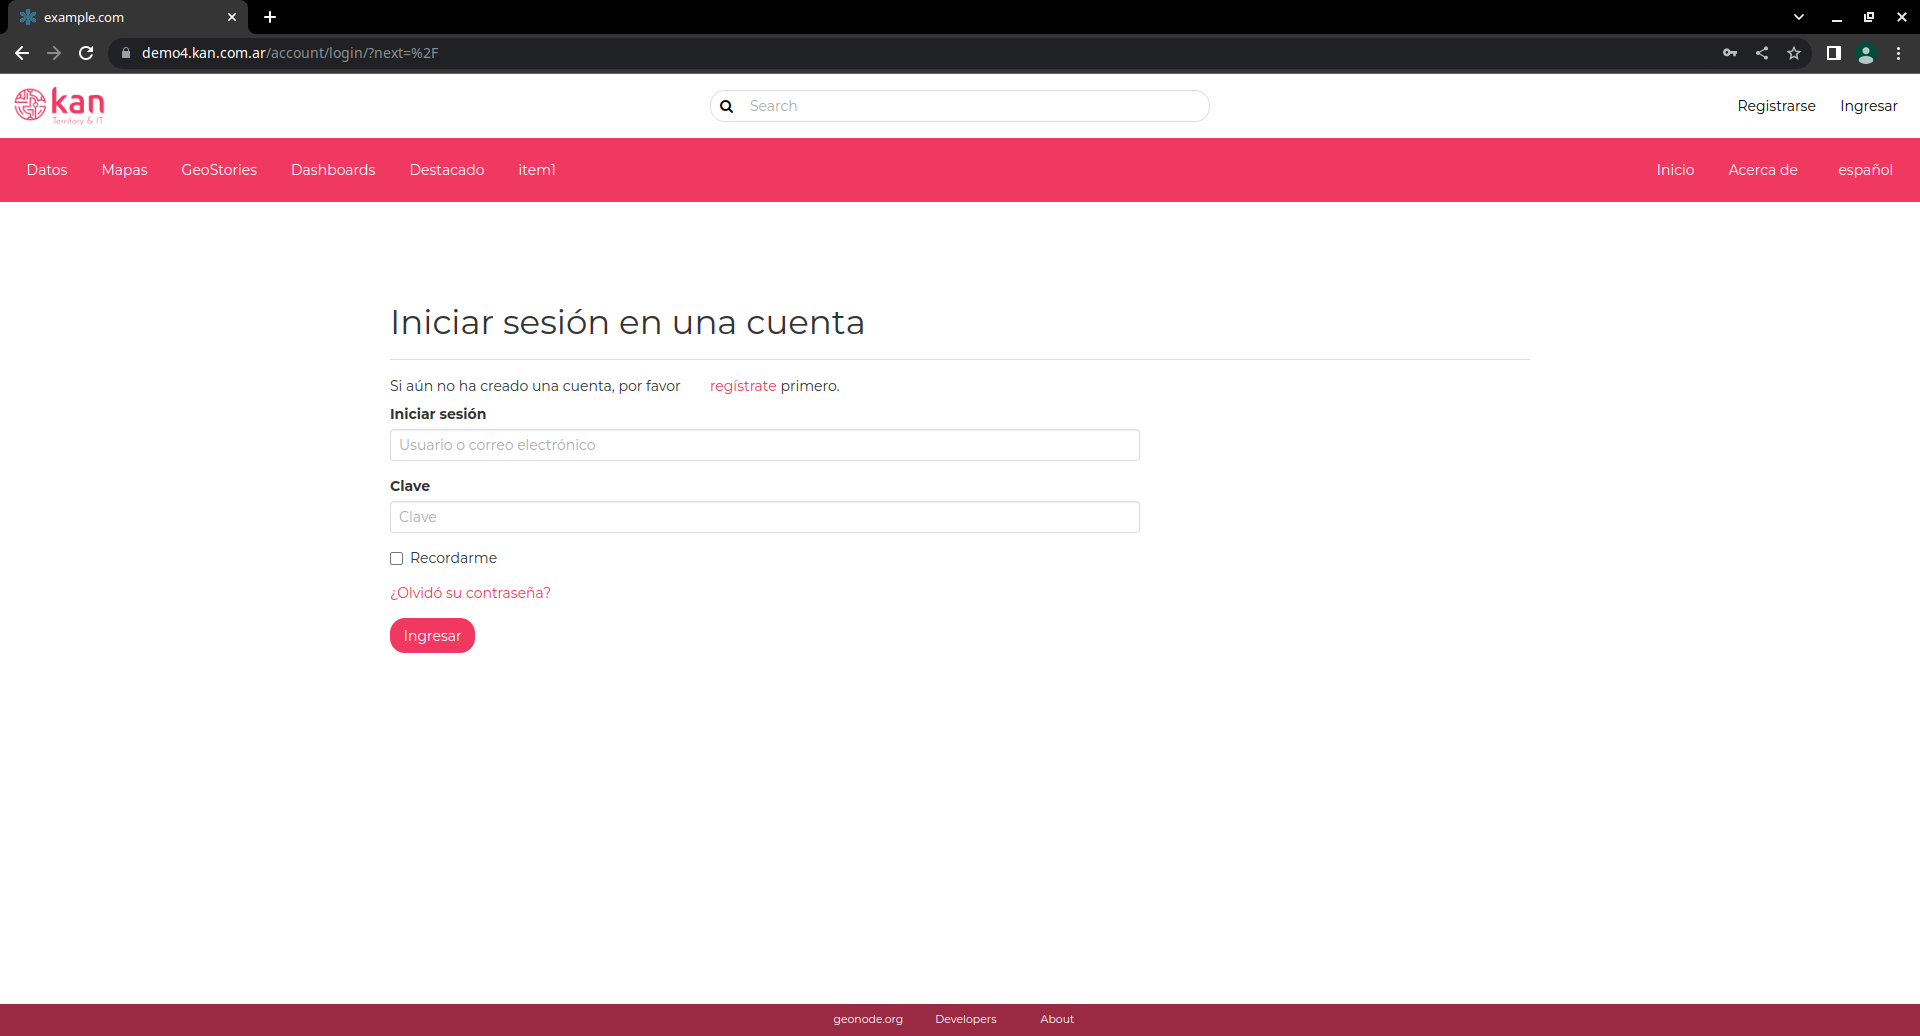 example.com
demo4.kan.com.ar/account/login/?next=%2F
kan
Territory & IT
Search
Registrarse Ingresar
Datos Mapas GeoStories Dashboards Destacado item1 Inicio Acerca de español
Iniciar sesión en una cuenta
Si aún no ha creado una cuenta, por favor regístrate primero.
Iniciar sesión
Usuario o correo electrónico
Clave
Clave
Recordarme
¿Olvidó su contraseña?
Ingresar
geonode.org Developers About